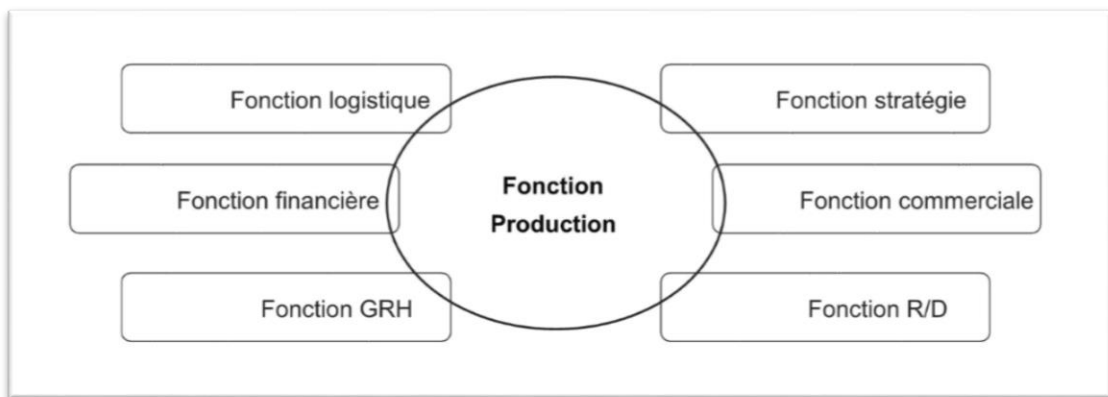 Fonction logistique
Fonction stratégie
Fonction financière
Fonction
Production
Fonction commerciale
Fonction GRH
Fonction R/D